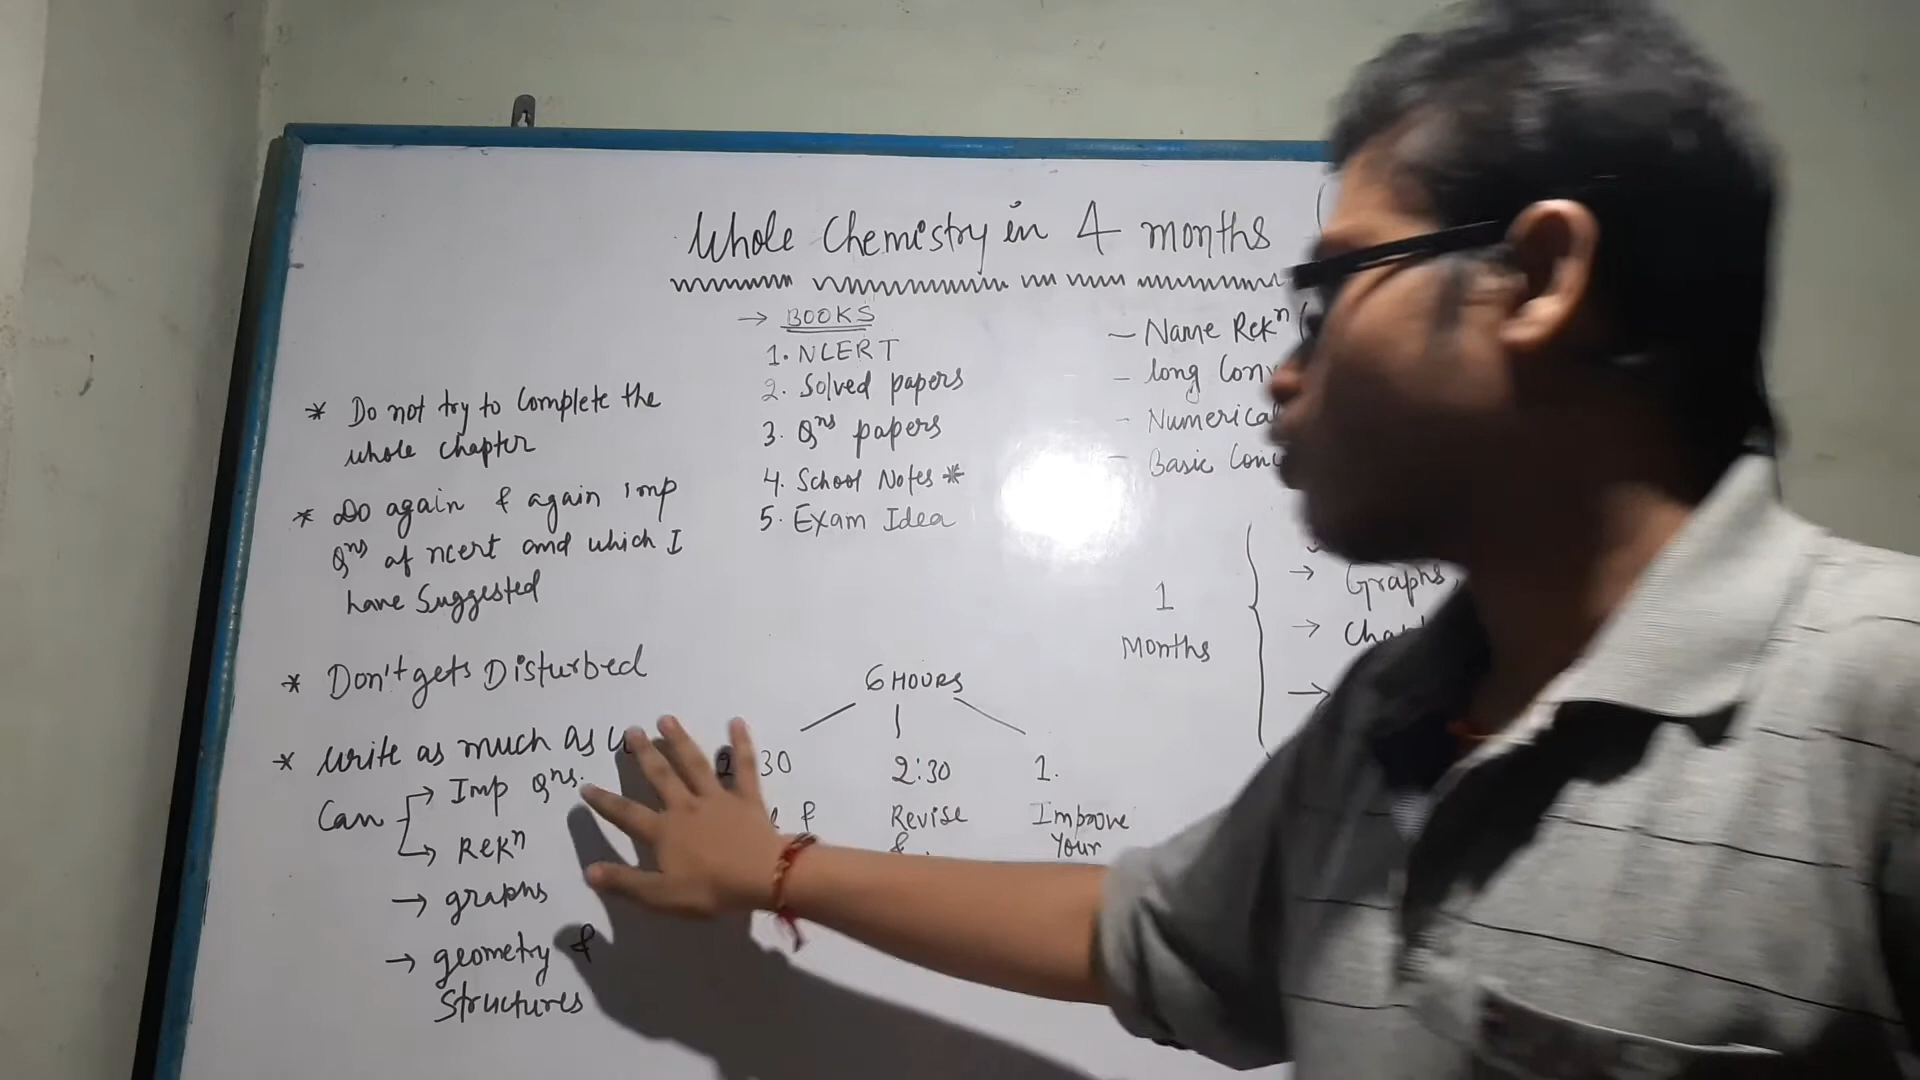 Whole Chemistry in 4 months
→ BOOKS
1. NCERT
2. Solved papers
3. Qns papers
4. School Notes *
5. Exam Idea
- Name Rekn
- long
- Numerical
- Basic
* Do not try to Complete the
whole chapter
* Do again & again imp
Qns of ncert and which I
have Suggested
* Don't gets Disturbed
* Write as much as u
Can → Imp Qns.
→ Rekn
→ graphs
→ geometry &
Structures
6 HOURS
2:30
Revise
&
1.
Improve
Your
1
Months
→ Graphs,
→
→